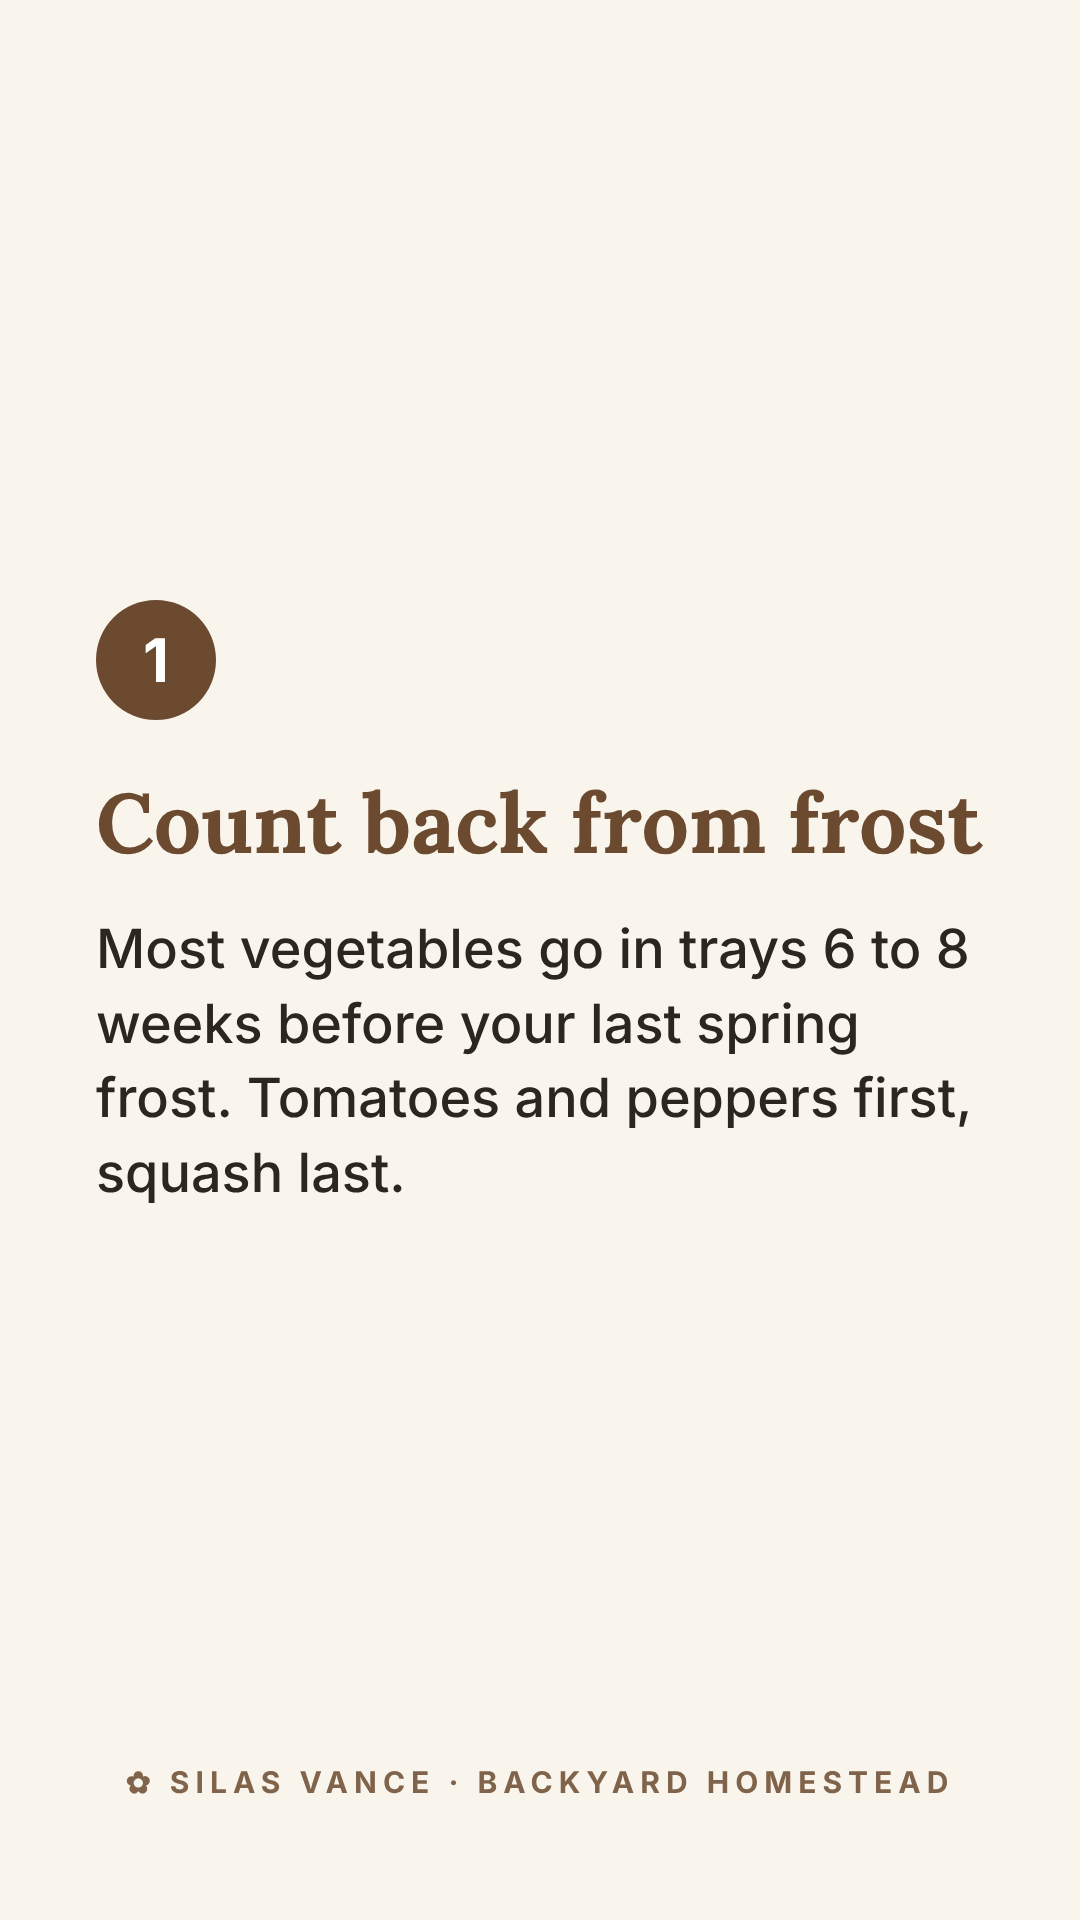 1
Count back from frost
Most vegetables go in trays 6 to 8
weeks before your last spring
frost. Tomatoes and peppers first,
squash last.
✿ SILAS VANCE · BACKYARD HOMESTEAD